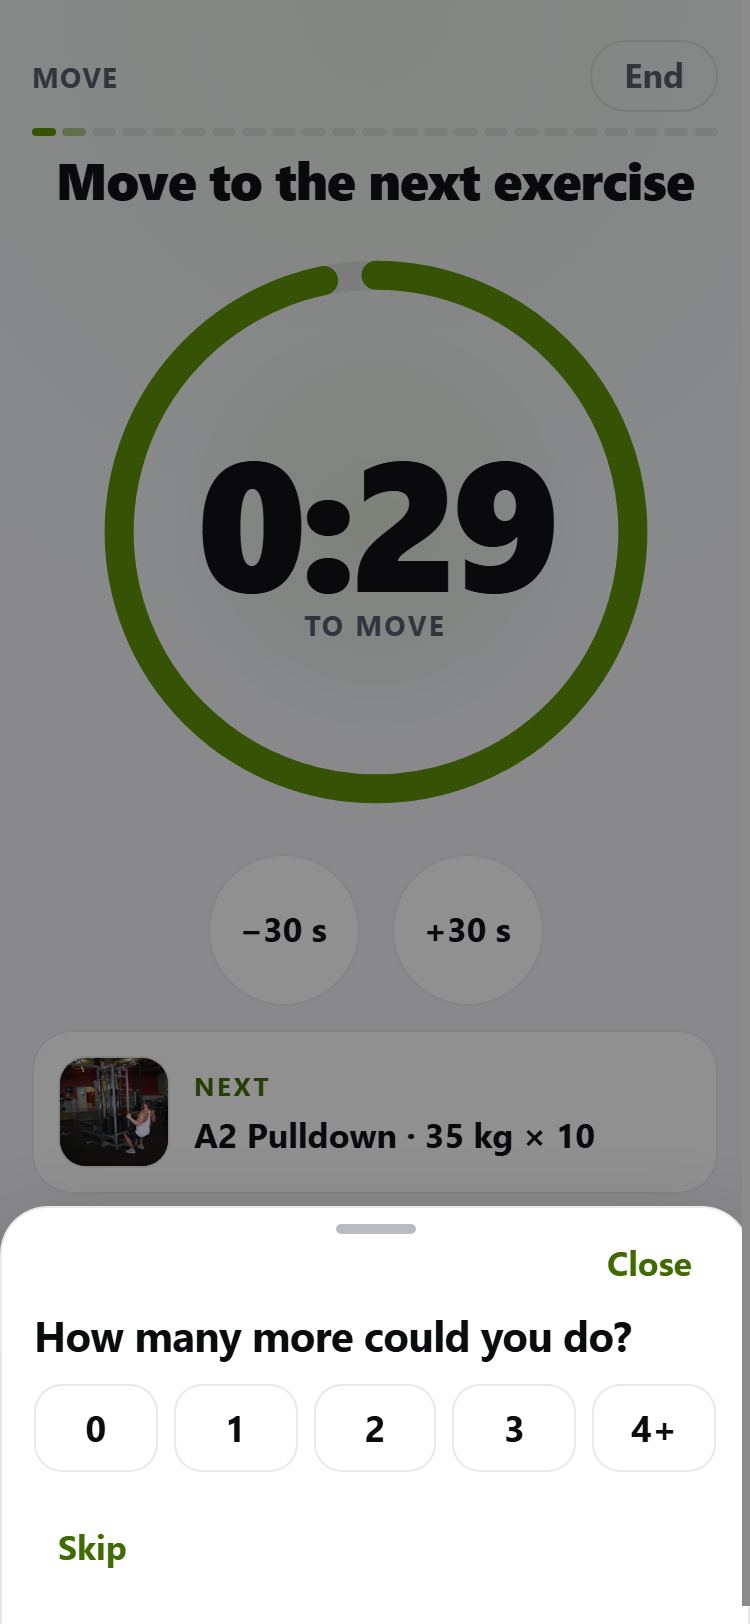 MOVE
End
Move to the next exercise
0:29
TO MOVE
−30 s
+30 s
NEXT
A2 Pulldown · 35 kg × 10
Close
How many more could you do?
0
1
2
3
4+
Skip